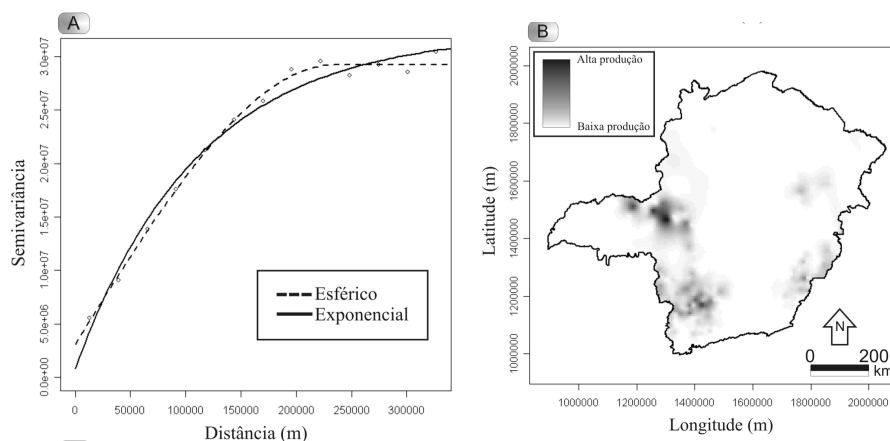 A
Semivariância
3.0e+07
2.5e+07
2.0e+07
1.5e+07
1.0e+07
5.0e+06
0.0e+00
Esférico
Exponencial
0 50000 100000 150000 200000 250000 300000
Distância (m)
B
Alta produção
Baixa produção
Latitude (m)
2000000
1800000
1600000
1400000
1200000
1000000
N
0 200
km
1000000 1200000 1400000 1600000 1800000 2000000
Longitude (m)